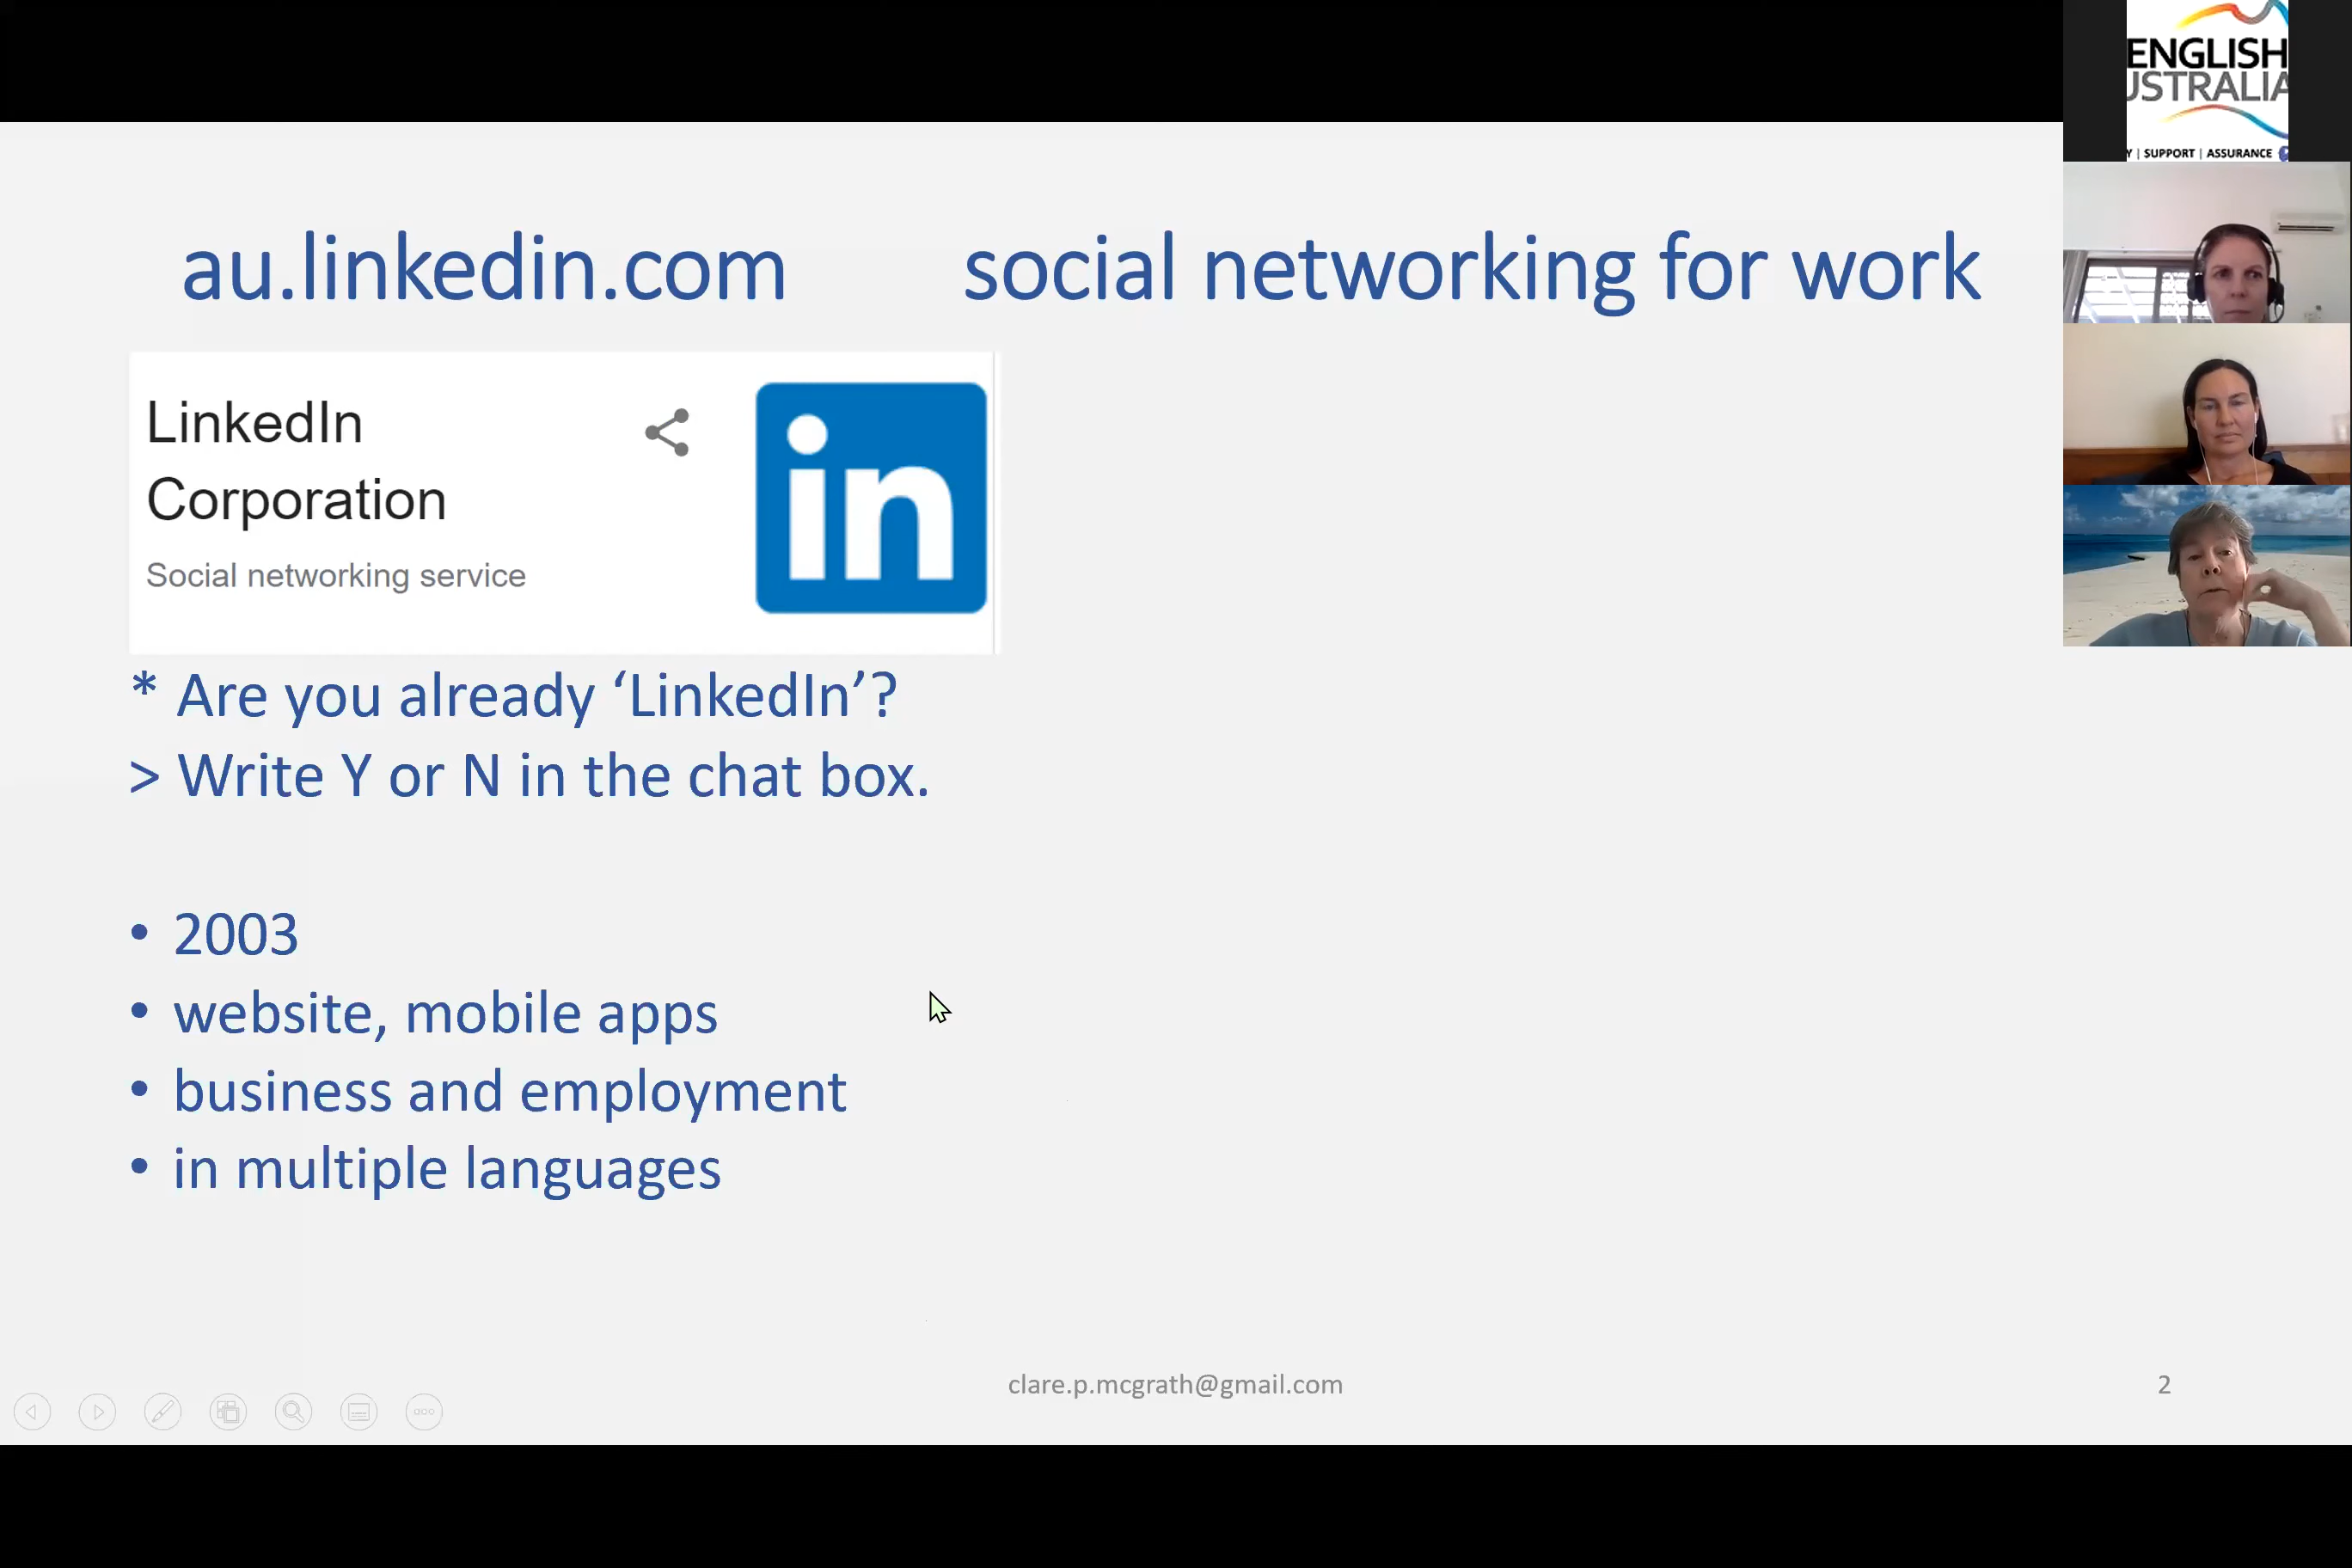 ENGLISH
USTRALIA
Y | SUPPORT | ASSURANCE
au.linkedin.com social networking for work
LinkedIn
Corporation
Social networking service
in
* Are you already ‘LinkedIn’?
> Write Y or N in the chat box.
• 2003
• website, mobile apps
• business and employment
• in multiple languages
clare.p.mcgrath@gmail.com
2